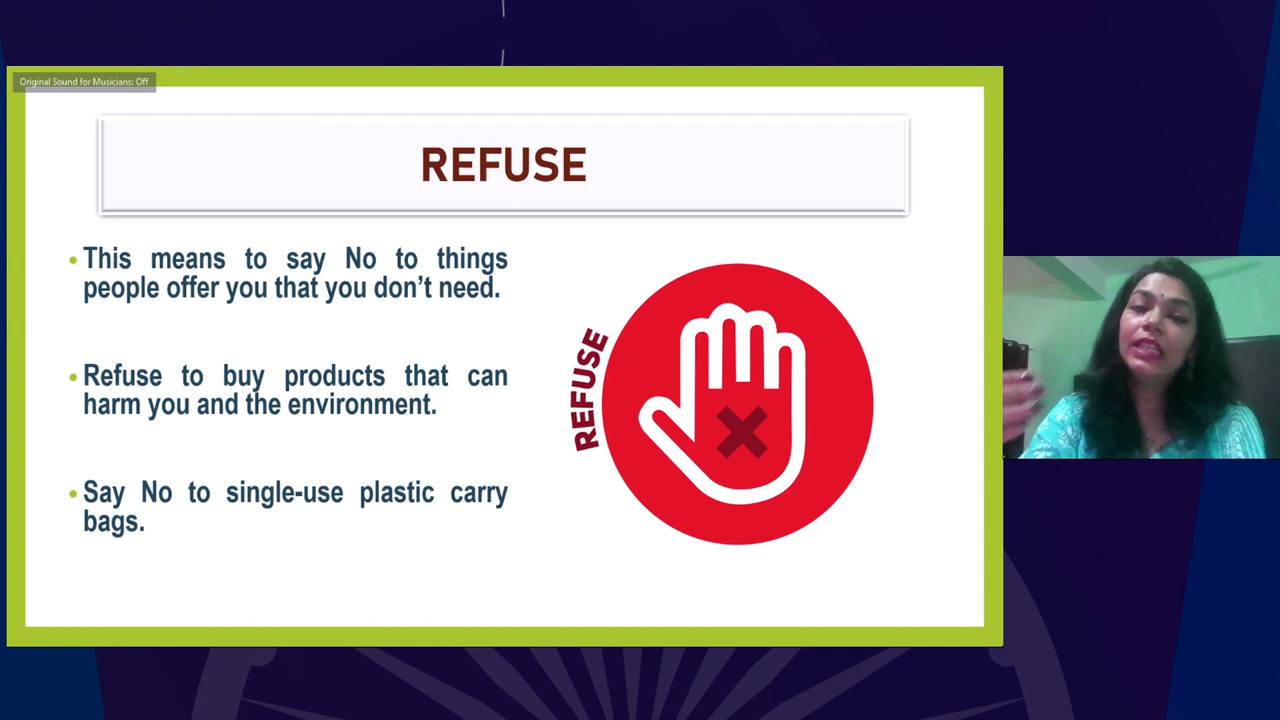 Original Sound for Musicians: Off
REFUSE
• This means to say No to things
people offer you that you don’t need.
• Refuse to buy products that can
harm you and the environment.
• Say No to single-use plastic carry
bags.
REFUSE